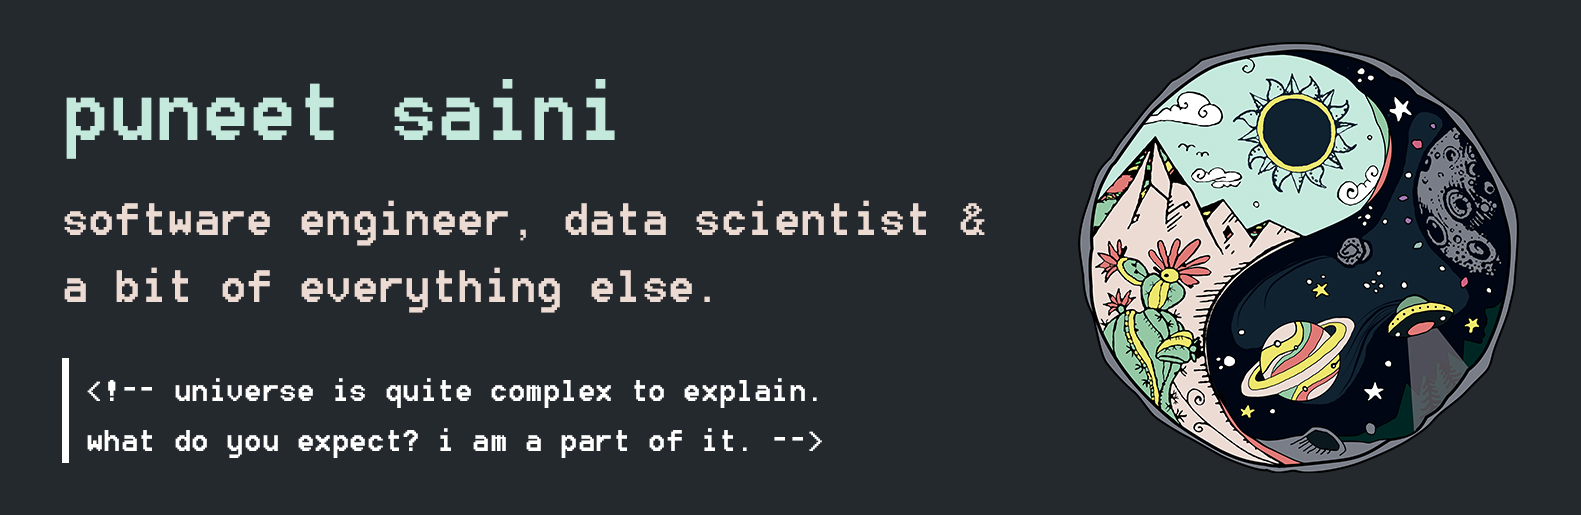 puneet saini
software engineer, data scientist &
a bit of everything else.
<!-- universe is quite complex to explain.
what do you expect? i am a part of it. -->